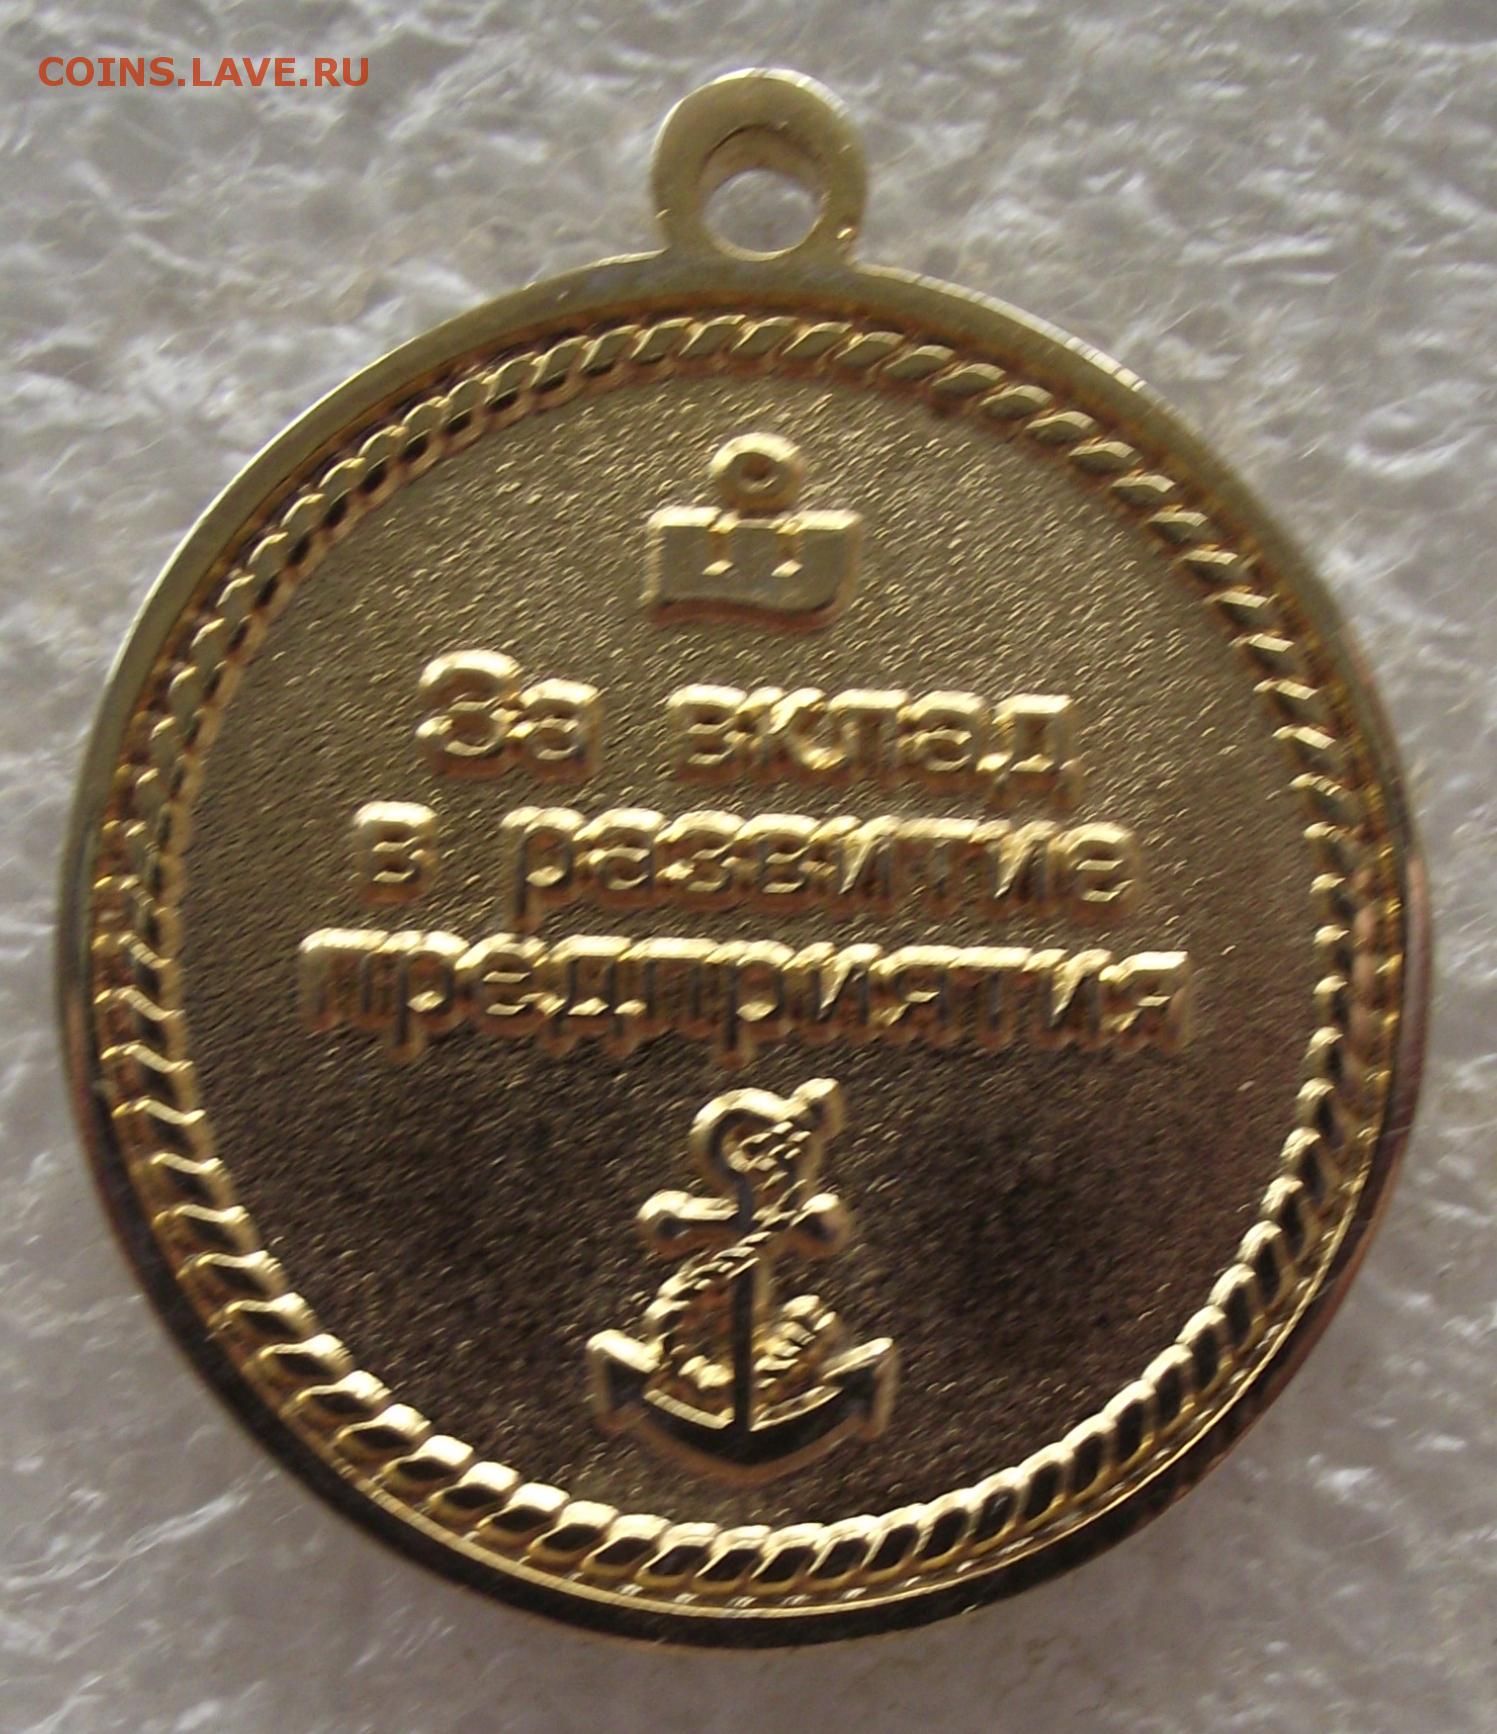 COINS.LAVE.RU
За вклад
в развитие
предприятия